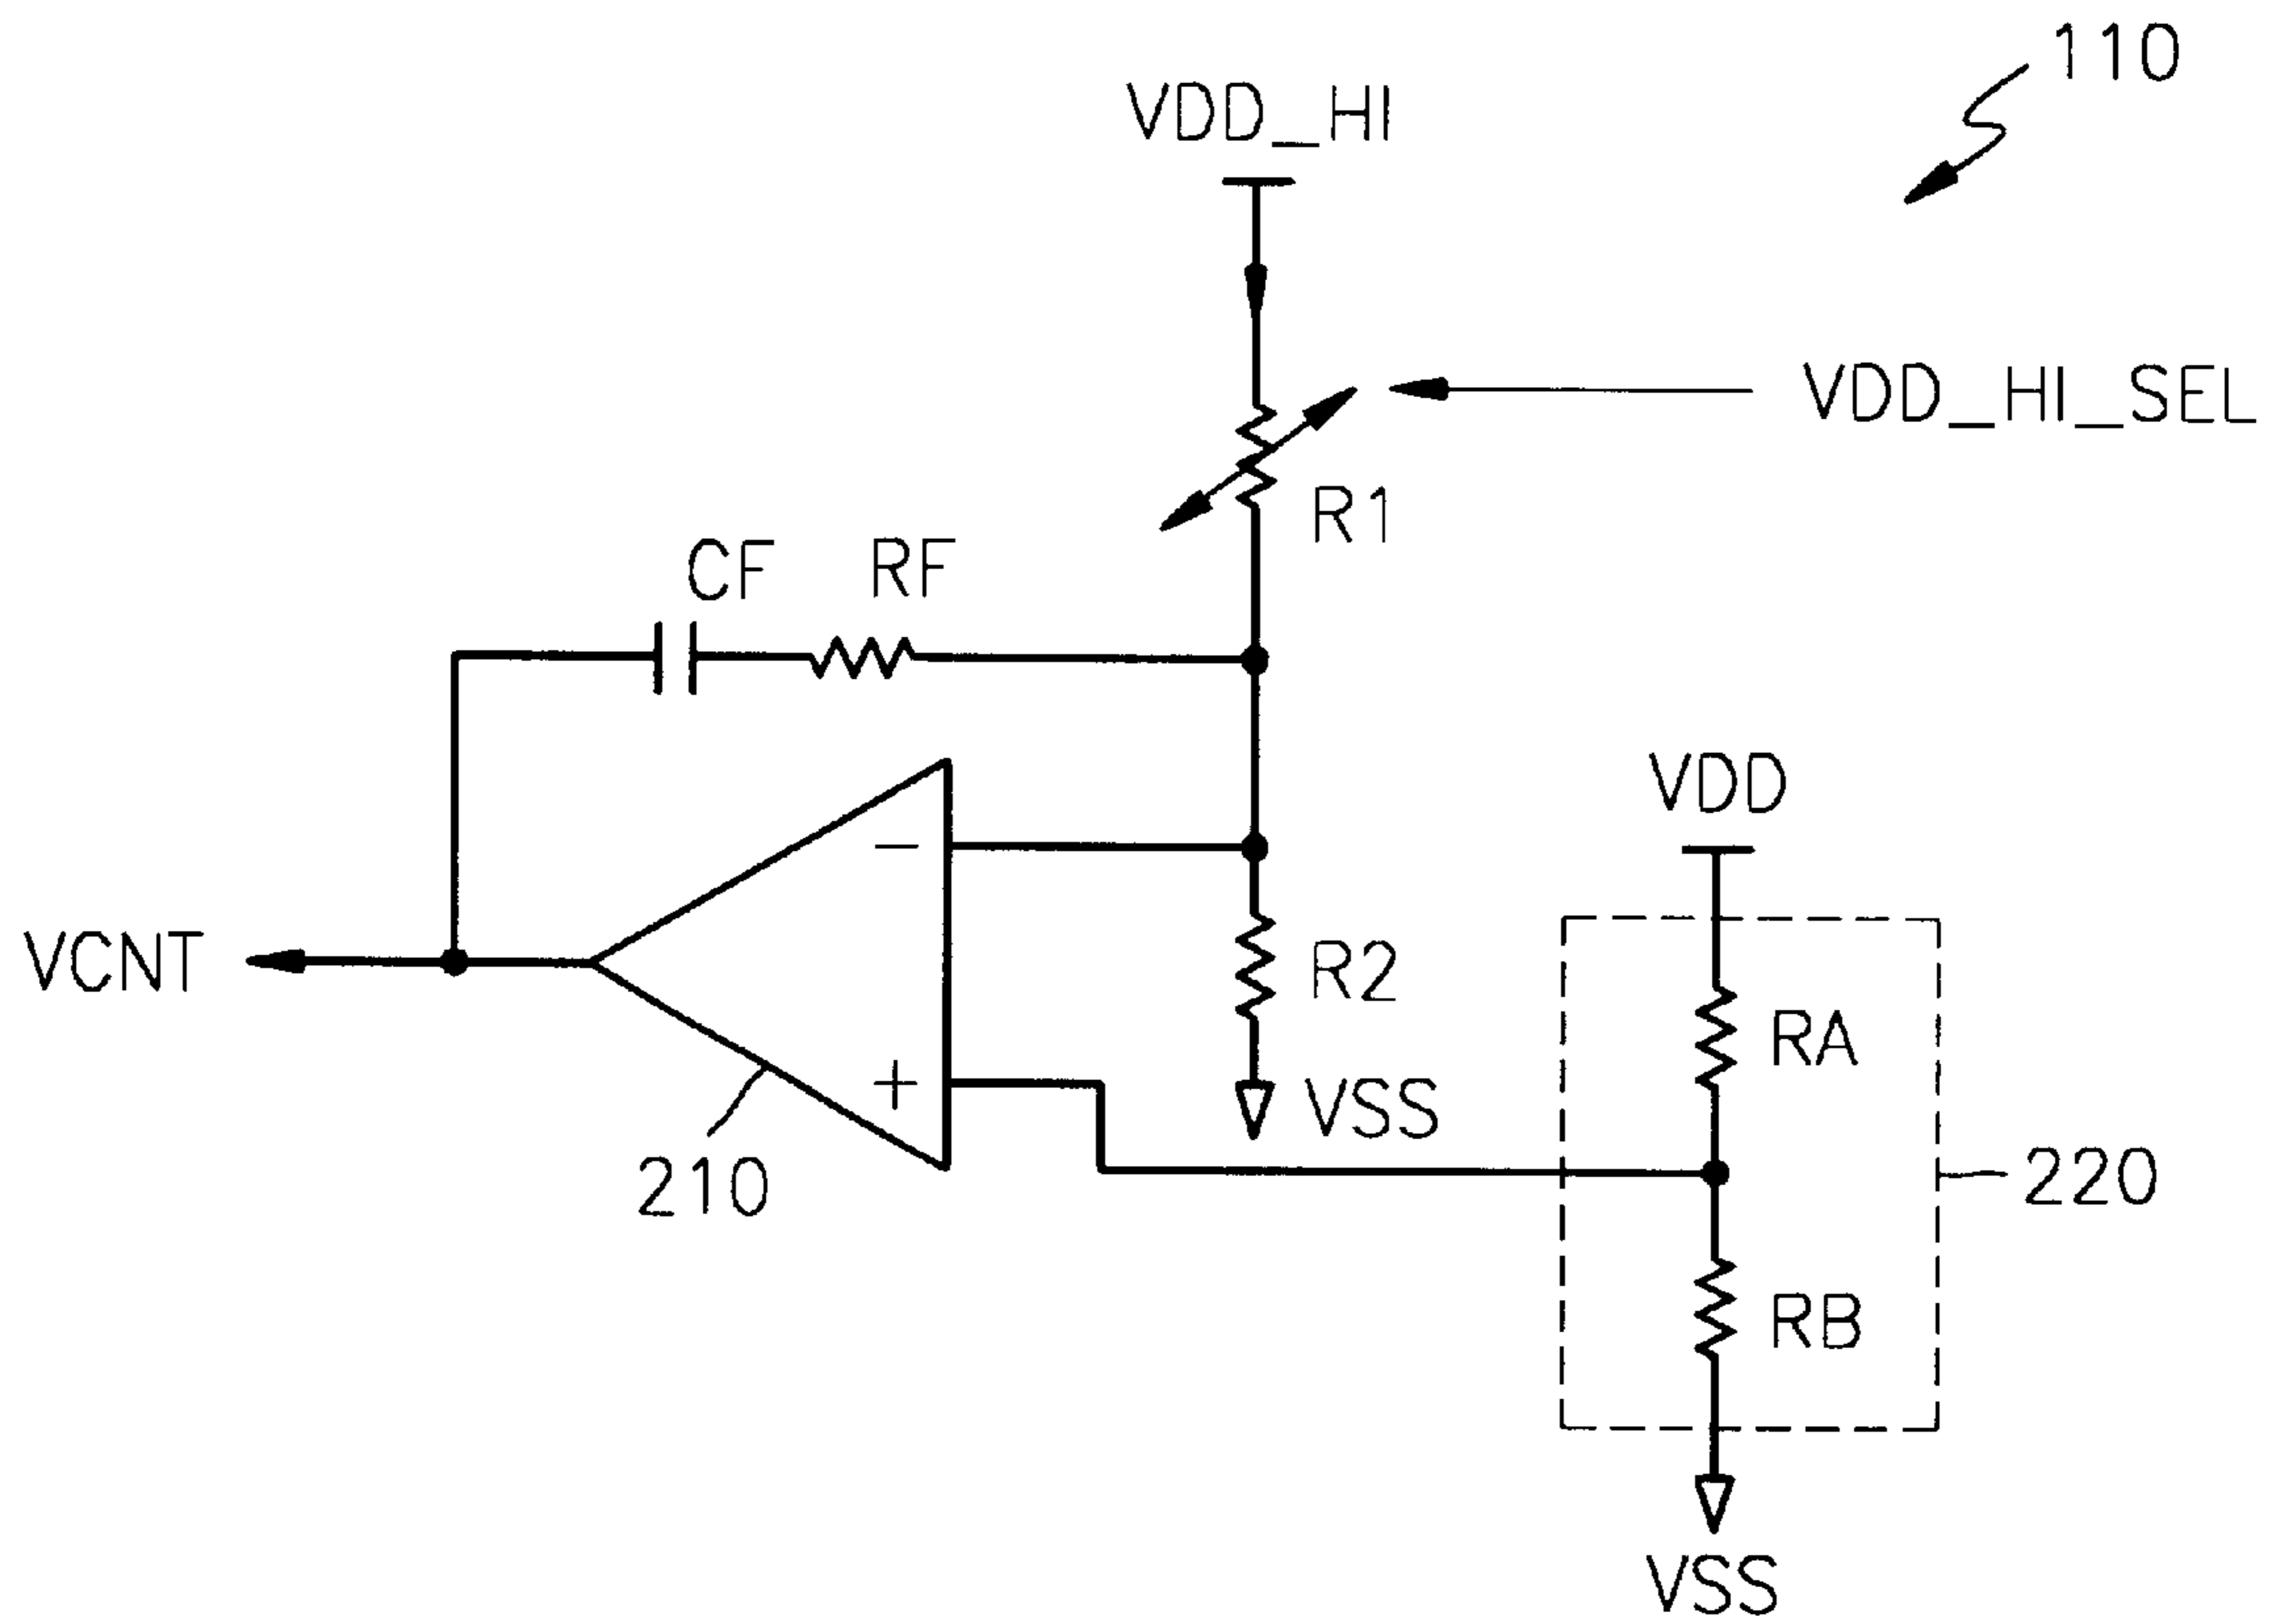 110
VDD_HI
VDD_HI_SEL
R1
CF
RF
VDD
−
VCNT
R2
RA
+
VSS
210
220
RB
VSS